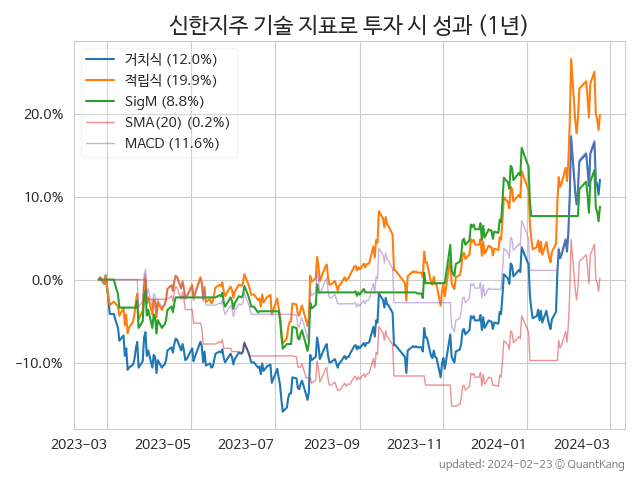 신한지주 기술 지표로 투자 시 성과 (1년)
거치식 (12.0%)
적립식 (19.9%)
SigM (8.8%)
SMA(20) (0.2%)
MACD (11.6%)
20.0%
10.0%
0.0%
−10.0%
2023-03 2023-05 2023-07 2023-09 2023-11 2024-01 2024-03
updated: 2024-02-23 © QuantKang